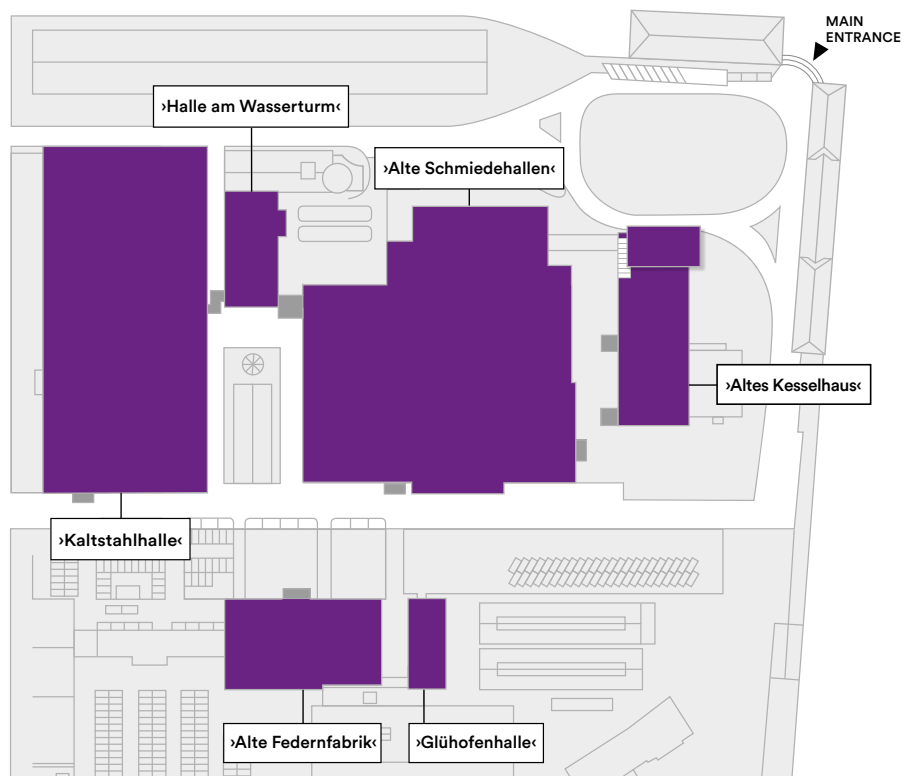 MAIN
ENTRANCE
›Halle am Wasserturm‹
›Alte Schmiedehallen‹
›Altes Kesselhaus‹
›Kaltstahlhalle‹
›Alte Federnfabrik‹
›Glühofenhalle‹